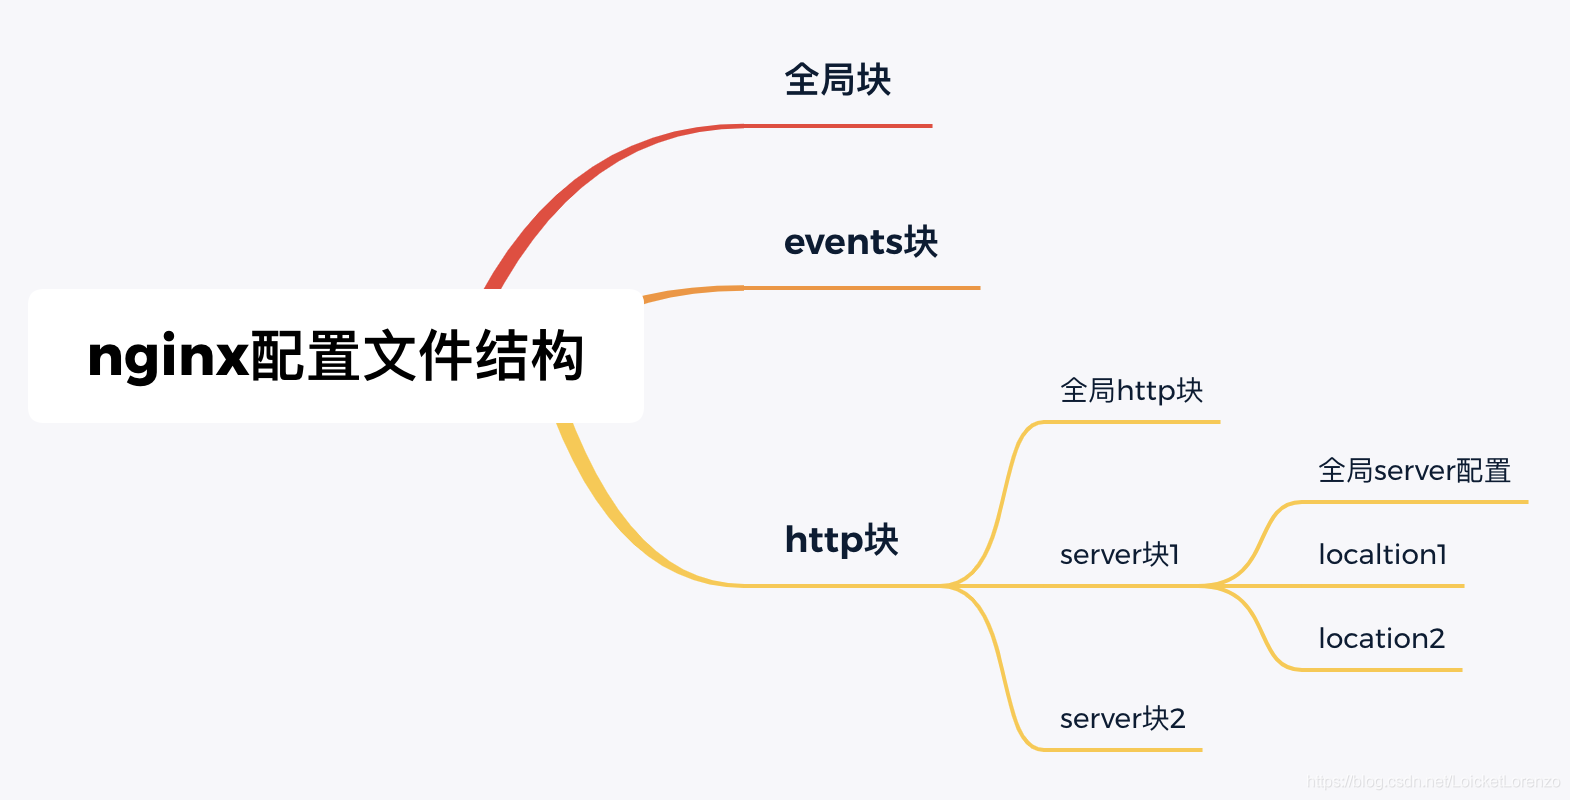 全局块
events块
nginx配置文件结构
http块
全局http块
server块1
全局server配置
localtion1
location2
server块2
https://blog.csdn.net/LoicketLorenzo